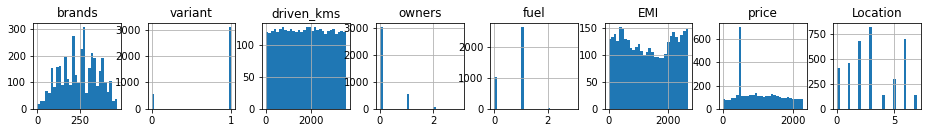 brands variant driven_kms owners fuel EMI price Location
300 200 100 0
0 250
3000 2000 1000 0
0 1
100 50 0
0 2000
3000 2000 1000 0
0 2
2000 1000 0
0 2
150 100 50 0
0 2000
600 400 200 0
0 2000
750 500 250 0
0 5